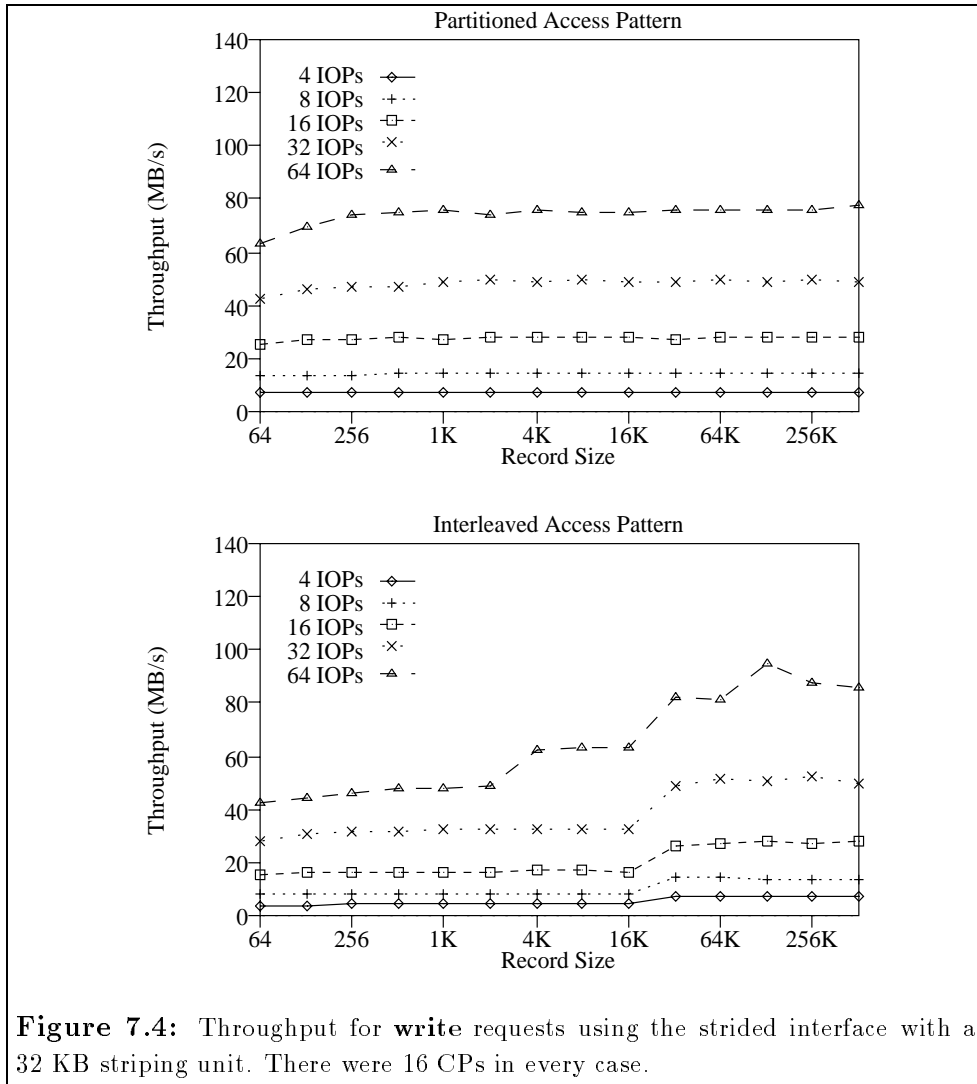 Partitioned Access Pattern
140
120
100
80
60
40
20
0
Throughput (MB/s)
4 IOPs
8 IOPs
16 IOPs
32 IOPs
64 IOPs
64 256 1K 4K 16K 64K 256K
Record Size
Interleaved Access Pattern
140
120
100
80
60
40
20
0
Throughput (MB/s)
4 IOPs
8 IOPs
16 IOPs
32 IOPs
64 IOPs
64 256 1K 4K 16K 64K 256K
Record Size
Figure 7.4: Throughput for write requests using the strided interface with a
32 KB striping unit. There were 16 CPs in every case.